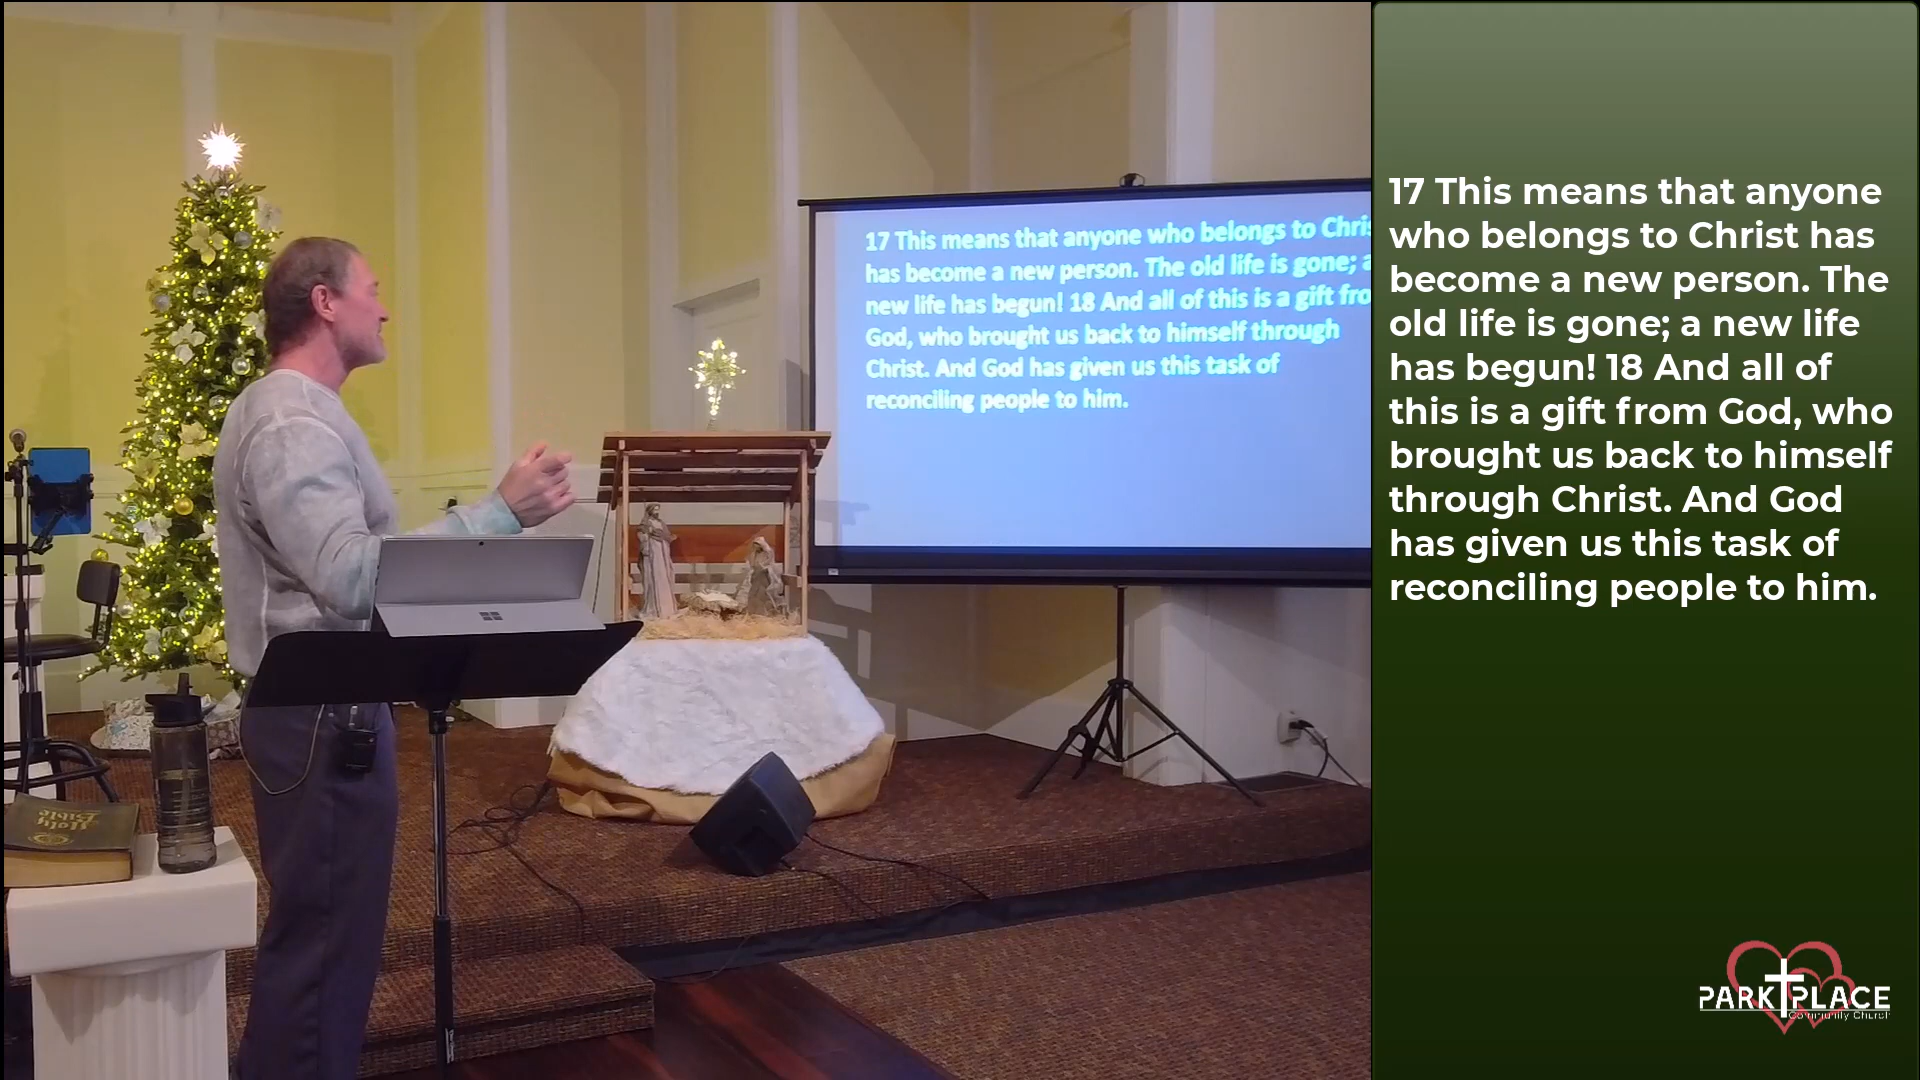 17 This means that anyone who belongs to Chris
has become a new person. The old life is gone; a
new life has begun! 18 And all of this is a gift fro
God, who brought us back to himself through
Christ. And God has given us this task of
reconciling people to him.
Holy
Bible
17 This means that anyone
who belongs to Christ has
become a new person. The
old life is gone; a new life
has begun! 18 And all of
this is a gift from God, who
brought us back to himself
through Christ. And God
has given us this task of
reconciling people to him.
PARK PLACE
Community Church